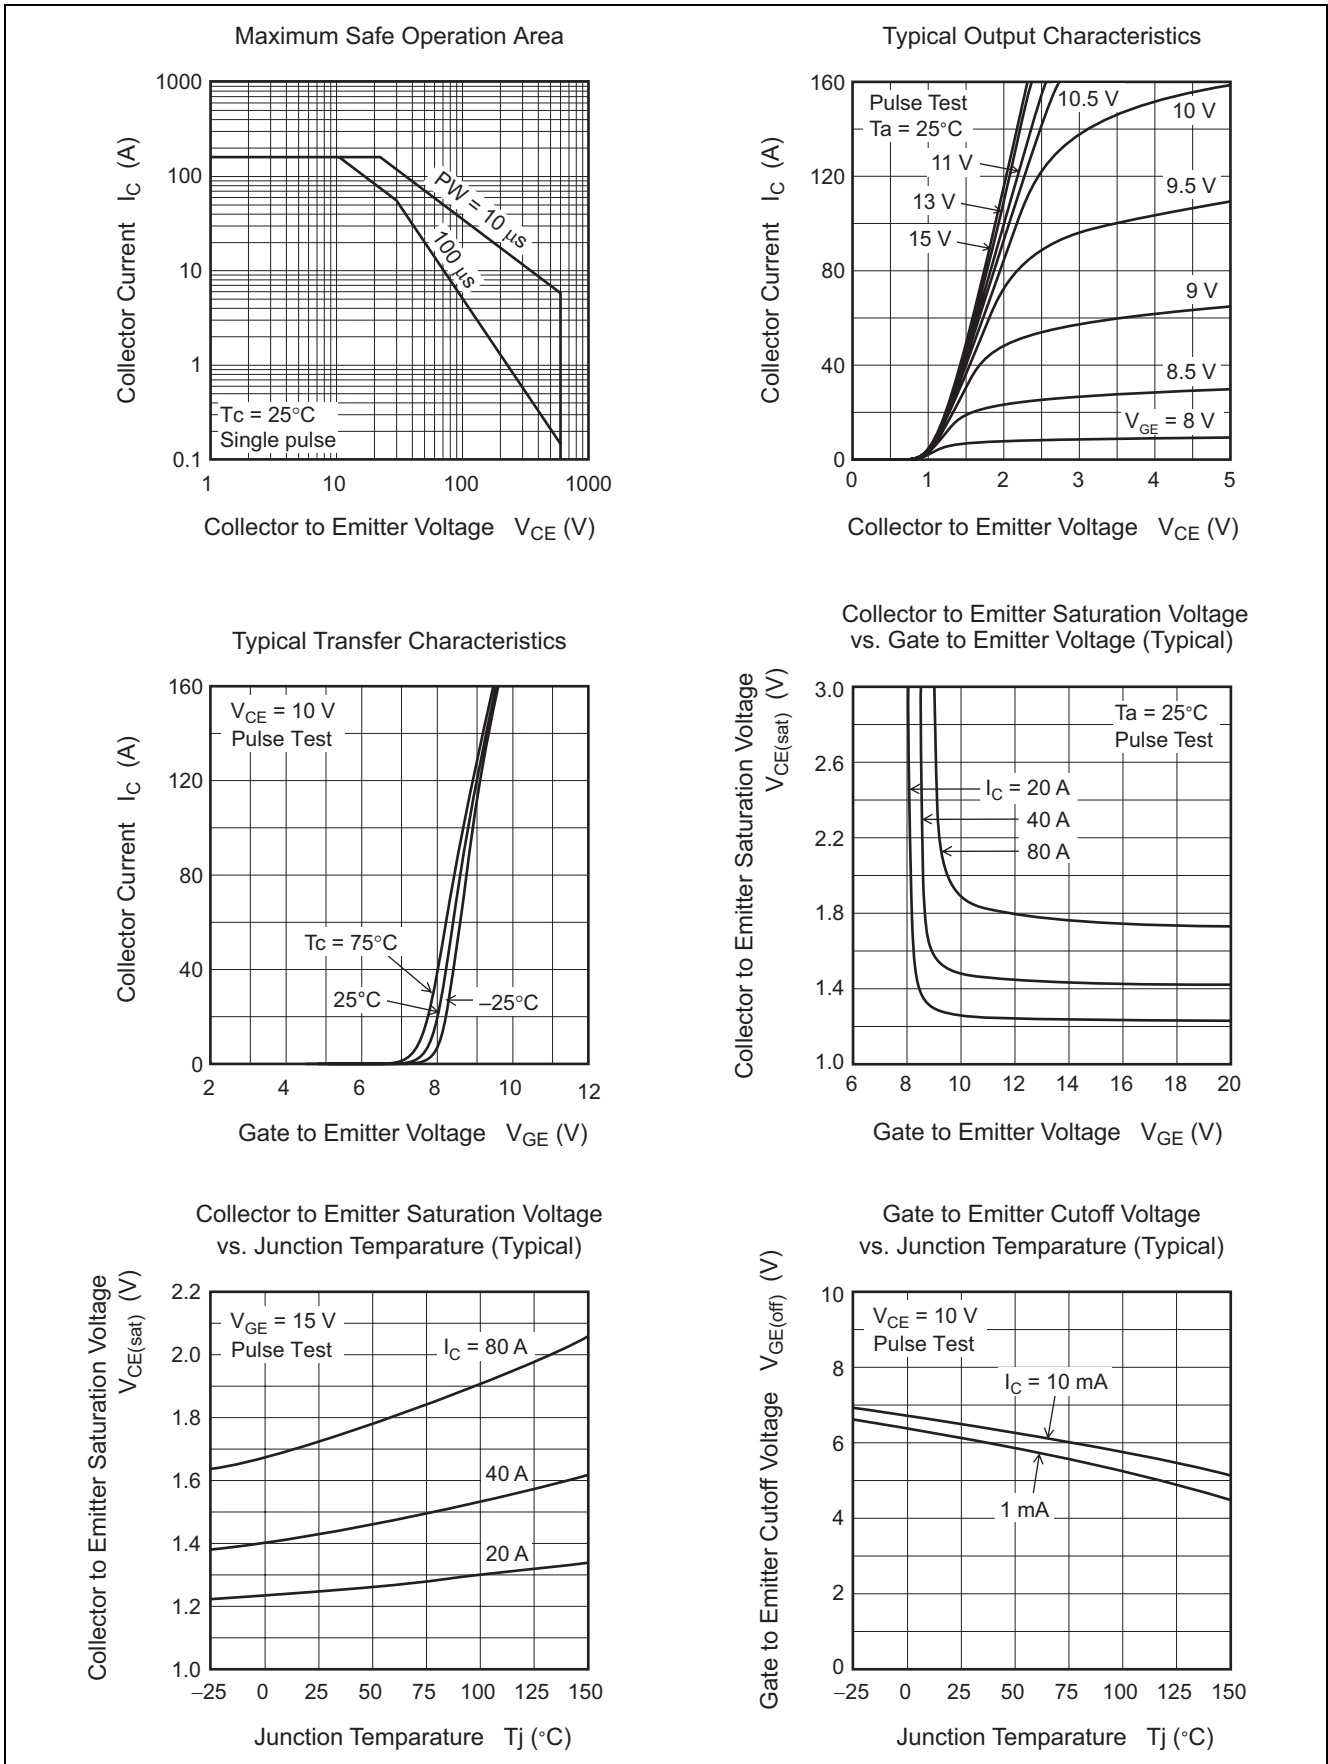 Maximum Safe Operation Area
Collector Current I_C (A)
1000
100
10
1
0.1
PW = 10 μs
100 μs
Tc = 25°C
Single pulse
1 10 100 1000
Collector to Emitter Voltage V_CE (V)
Typical Output Characteristics
Collector Current I_C (A)
160
120
80
40
0
Pulse Test
Ta = 25°C
10.5 V
10 V
11 V
13 V
15 V
9.5 V
9 V
8.5 V
V_GE = 8 V
0 1 2 3 4 5
Collector to Emitter Voltage V_CE (V)
Typical Transfer Characteristics
Collector Current I_C (A)
160
120
80
40
0
V_CE = 10 V
Pulse Test
Tc = 75°C
25°C
–25°C
2 4 6 8 10 12
Gate to Emitter Voltage V_GE (V)
Collector to Emitter Saturation Voltage
vs. Gate to Emitter Voltage (Typical)
Collector to Emitter Saturation Voltage
V_CE(sat) (V)
3.0
2.6
2.2
1.8
1.4
1.0
Ta = 25°C
Pulse Test
I_C = 20 A
40 A
80 A
6 8 10 12 14 16 18 20
Gate to Emitter Voltage V_GE (V)
Collector to Emitter Saturation Voltage
vs. Junction Temparature (Typical)
Collector to Emitter Saturation Voltage
V_CE(sat) (V)
2.2
2.0
1.8
1.6
1.4
1.2
1.0
V_GE = 15 V
Pulse Test
I_C = 80 A
40 A
20 A
–25 0 25 50 75 100 125 150
Junction Temparature Tj (°C)
Gate to Emitter Cutoff Voltage
vs. Junction Temparature (Typical)
Gate to Emitter Cutoff Voltage V_GE(off) (V)
10
8
6
4
2
0
V_CE = 10 V
Pulse Test
I_C = 10 mA
1 mA
–25 0 25 50 75 100 125 150
Junction Temparature Tj (°C)